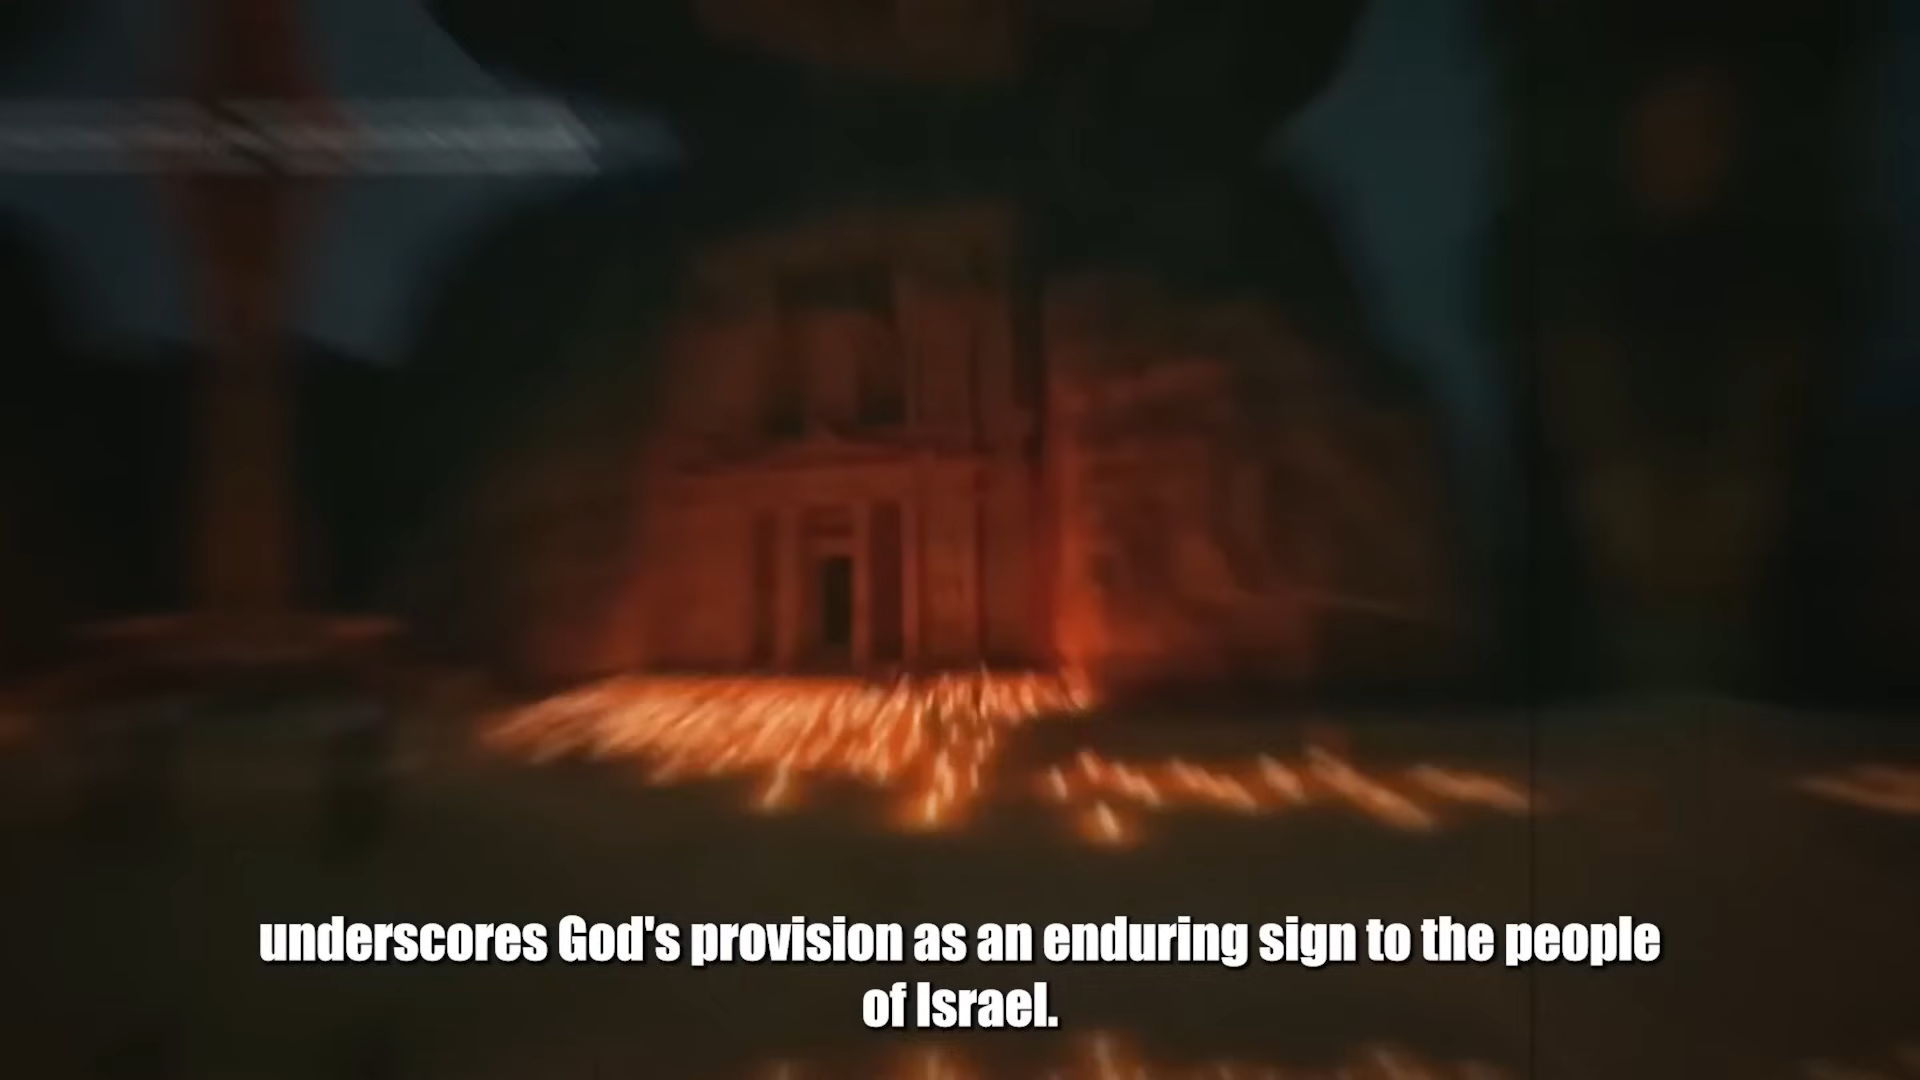 underscores God's provision as an enduring sign to the people
of Israel.